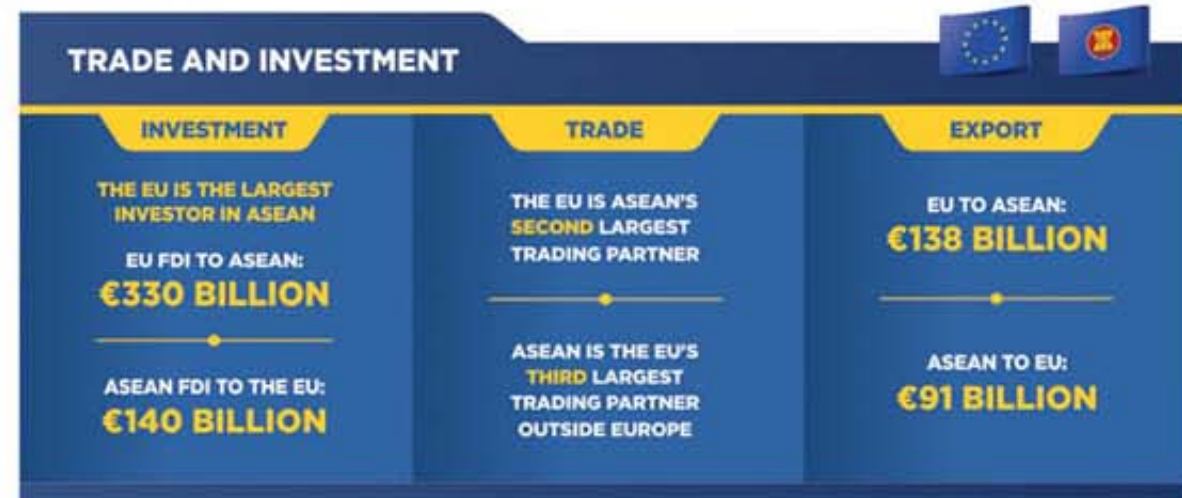 TRADE AND INVESTMENT
INVESTMENT
THE EU IS THE LARGEST
INVESTOR IN ASEAN
EU FDI TO ASEAN:
€330 BILLION
ASEAN FDI TO THE EU:
€140 BILLION
TRADE
THE EU IS ASEAN'S
SECOND LARGEST
TRADING PARTNER
ASEAN IS THE EU'S
THIRD LARGEST
TRADING PARTNER
OUTSIDE EUROPE
EXPORT
EU TO ASEAN:
€138 BILLION
ASEAN TO EU:
€91 BILLION